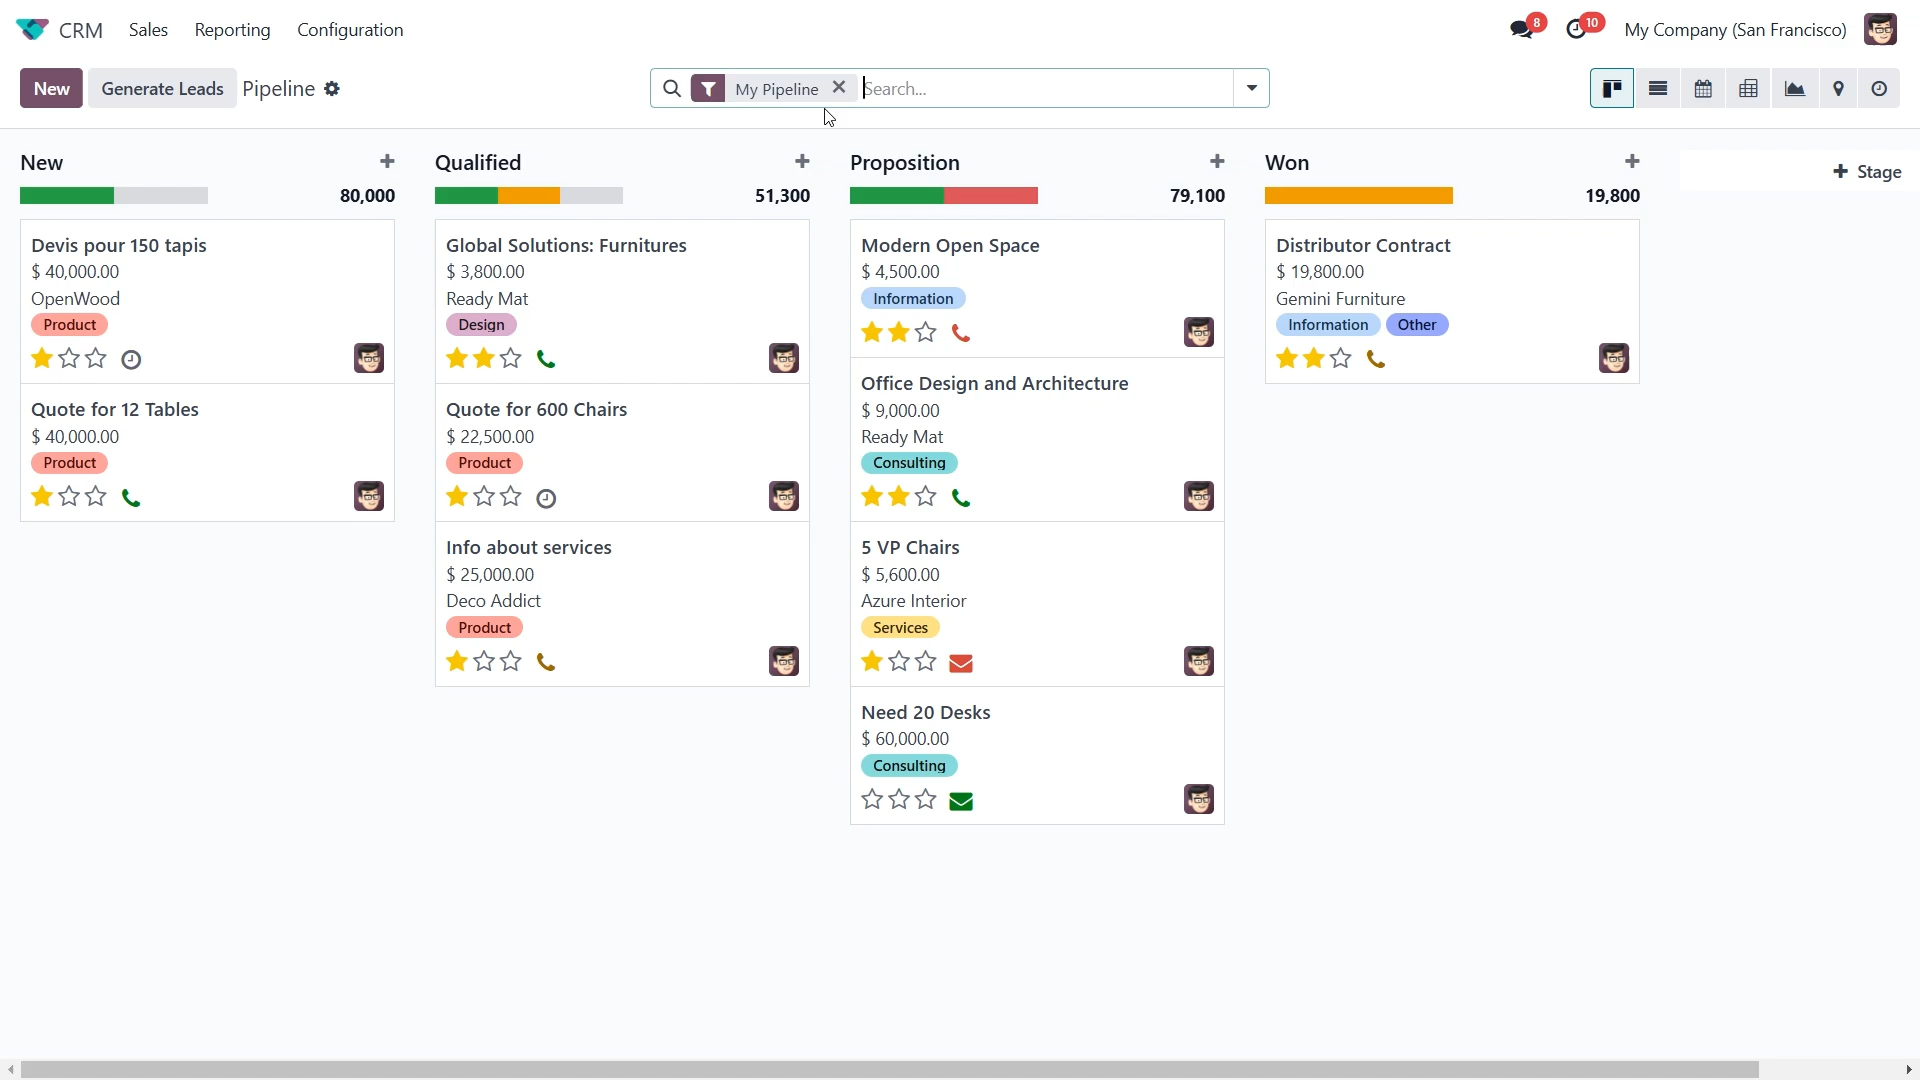 CRM Sales Reporting Configuration 8 10 My Company (San Francisco)
New Generate Leads Pipeline My Pipeline Search...
New
80,000
Devis pour 150 tapis
$ 40,000.00
OpenWood
Product
Quote for 12 Tables
$ 40,000.00
Product
Qualified
51,300
Global Solutions: Furnitures
$ 3,800.00
Ready Mat
Design
Quote for 600 Chairs
$ 22,500.00
Product
Info about services
$ 25,000.00
Deco Addict
Product
Proposition
79,100
Modern Open Space
$ 4,500.00
Information
Office Design and Architecture
$ 9,000.00
Ready Mat
Consulting
5 VP Chairs
$ 5,600.00
Azure Interior
Services
Need 20 Desks
$ 60,000.00
Consulting
Won
19,800
Distributor Contract
$ 19,800.00
Gemini Furniture
Information Other
Stage